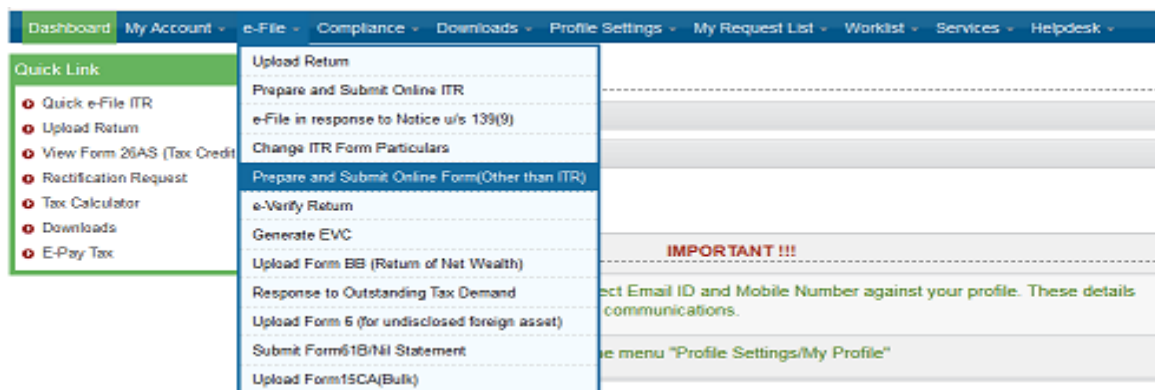 Dashboard My Account e-File Compliance Downloads Profile Settings My Request List Worklist Services Helpdesk
Quick Link
Quick e-File ITR
Upload Return
View Form 26AS (Tax Credit
Rectification Request
Tax Calculator
Downloads
E-Pay Tax
Upload Return
Prepare and Submit Online ITR
e-File in response to Notice u/s 139(9)
Change ITR Form Particulars
Prepare and Submit Online Form(Other than ITR)
e-Verify Return
Generate EVC
Upload Form BB (Return of Net Wealth)
Response to Outstanding Tax Demand
Upload Form 6 (for undisclosed foreign asset)
Submit Form61B/Nil Statement
Upload Form15CA(Bulk)
IMPORTANT !!!
ect Email ID and Mobile Number against your profile. These details
communications.
e menu "Profile Settings/My Profile"